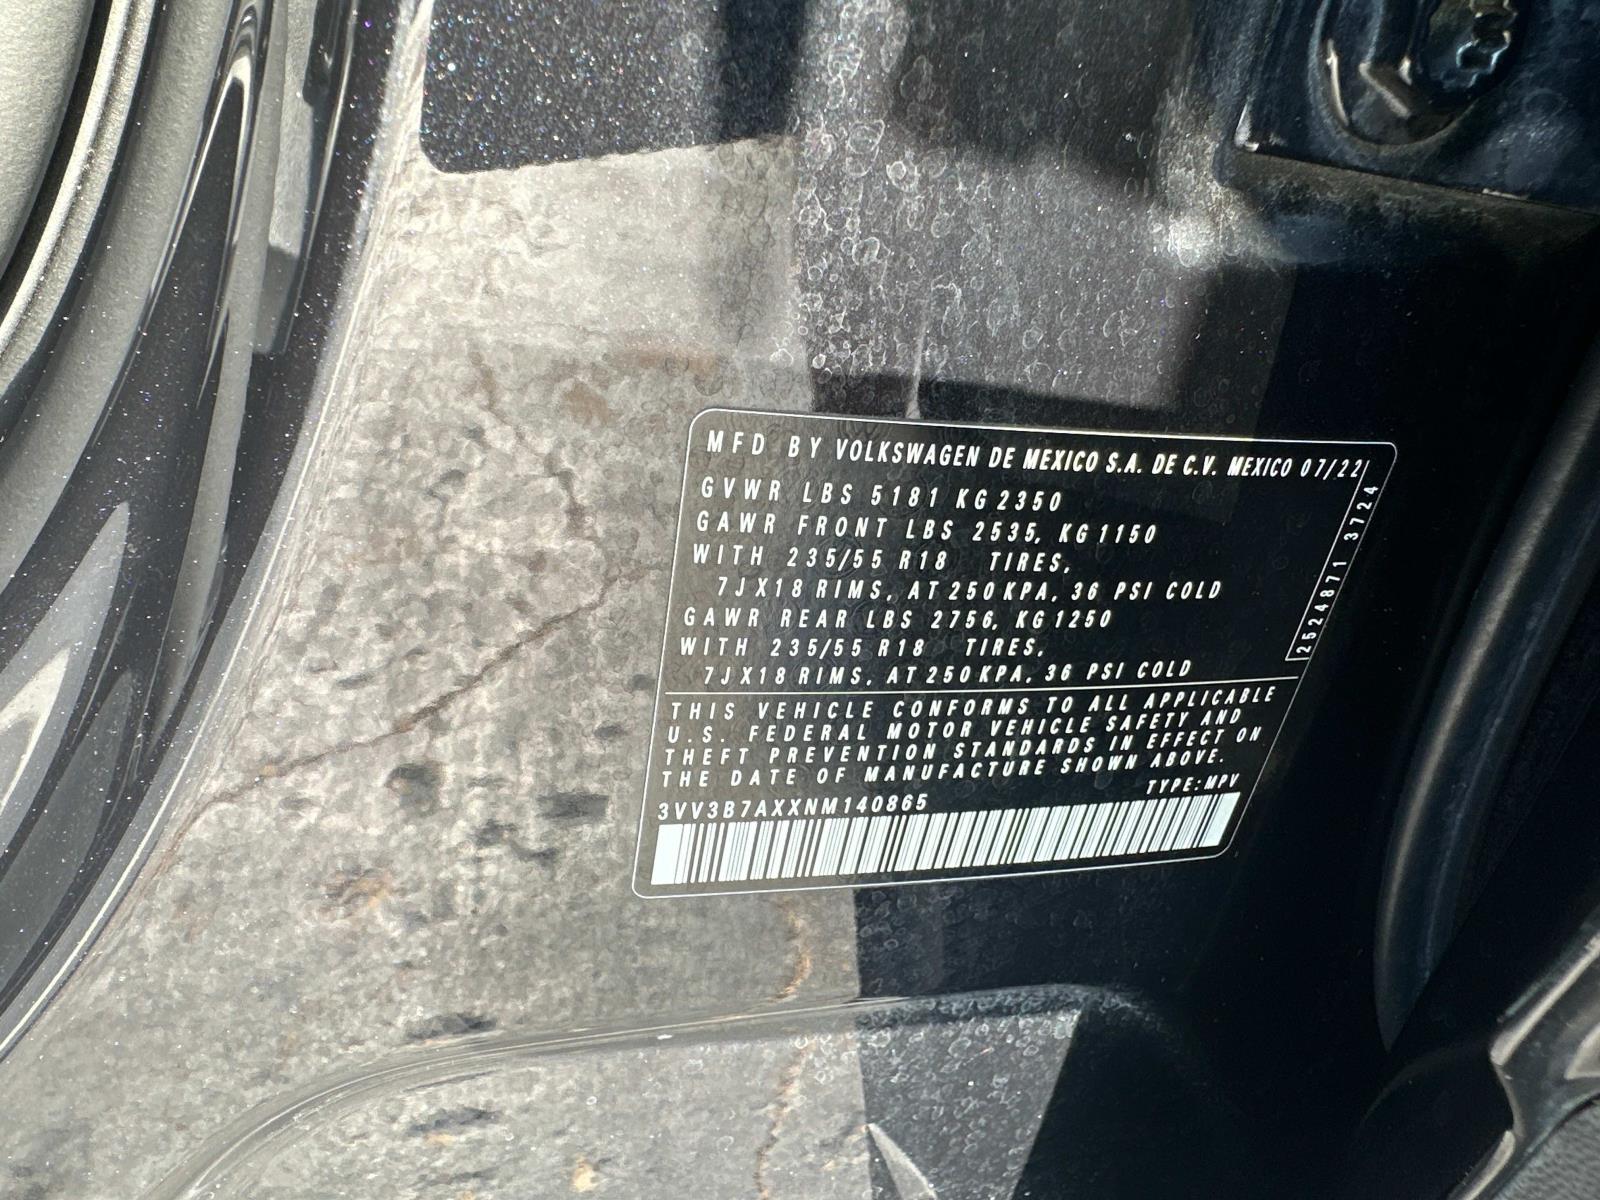 MFD BY VOLKSWAGEN DE MEXICO S.A. DE C.V. MEXICO 07/22
GVWR LBS 5181 KG 2350
GAWR FRONT LBS 2535, KG 1150
WITH 235/55 R18 TIRES,
7JX18 RIMS, AT 250 KPA, 36 PSI COLD
GAWR REAR LBS 2756, KG 1250
WITH 235/55 R18 TIRES,
7JX18 RIMS, AT 250 KPA, 36 PSI COLD
2524871 3724
THIS VEHICLE CONFORMS TO ALL APPLICABLE
U.S. FEDERAL MOTOR VEHICLE SAFETY AND
THEFT PREVENTION STANDARDS IN EFFECT ON
THE DATE OF MANUFACTURE SHOWN ABOVE.
TYPE: MPV
3VV3B7AXXNM140865